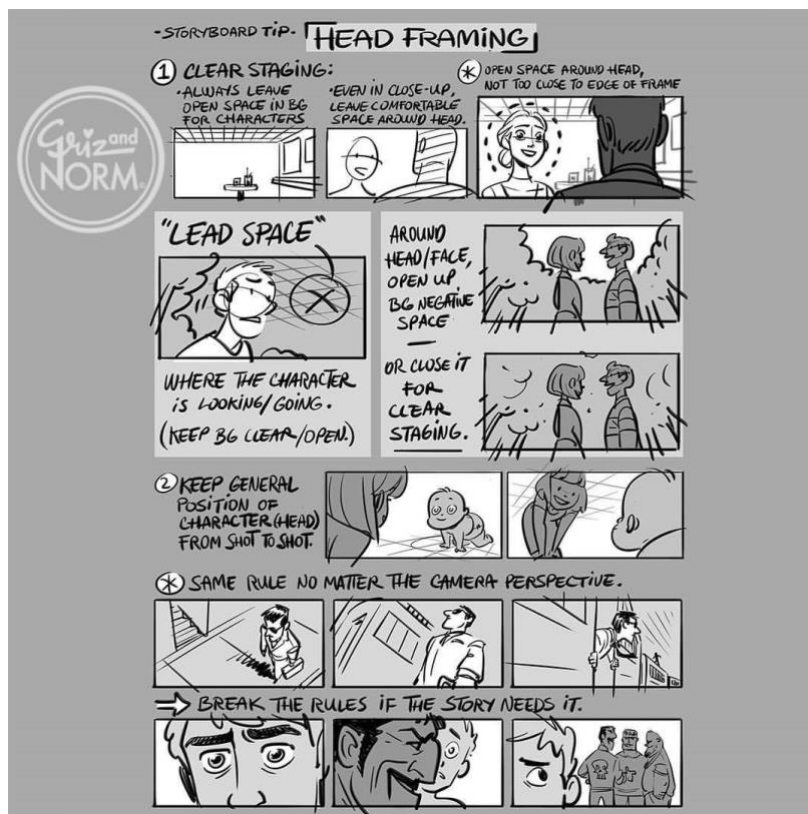 -STORYBOARD TiP- HEAD FRAMING
① CLEAR STAGING:
• ALWAYS LEAVE
OPEN SPACE IN BG
FOR CHARACTERS
• EVEN IN CLOSE-UP,
LEAVE COMFORTABLE
SPACE AROUND HEAD.
* OPEN SPACE AROUND HEAD,
NOT TOO CLOSE TO EDGE OF FRAME
Griz and
NORM
"LEAD SPACE"
WHERE THE CHARACTER
iS LOOKING/GOING.
(KEEP BG CLEAR/OPEN.)
AROUND
HEAD/FACE,
OPEN UP
BG NEGATIVE
SPACE
OR CLOSE iT
FOR
CLEAR
STAGING.
② KEEP GENERAL
POSITION OF
CHARACTER (HEAD)
FROM SHOT TO SHOT.
* SAME RULE NO MATTER THE CAMERA PERSPECTIVE.
⇒ BREAK THE RULES IF THE STORY NEEDS IT.